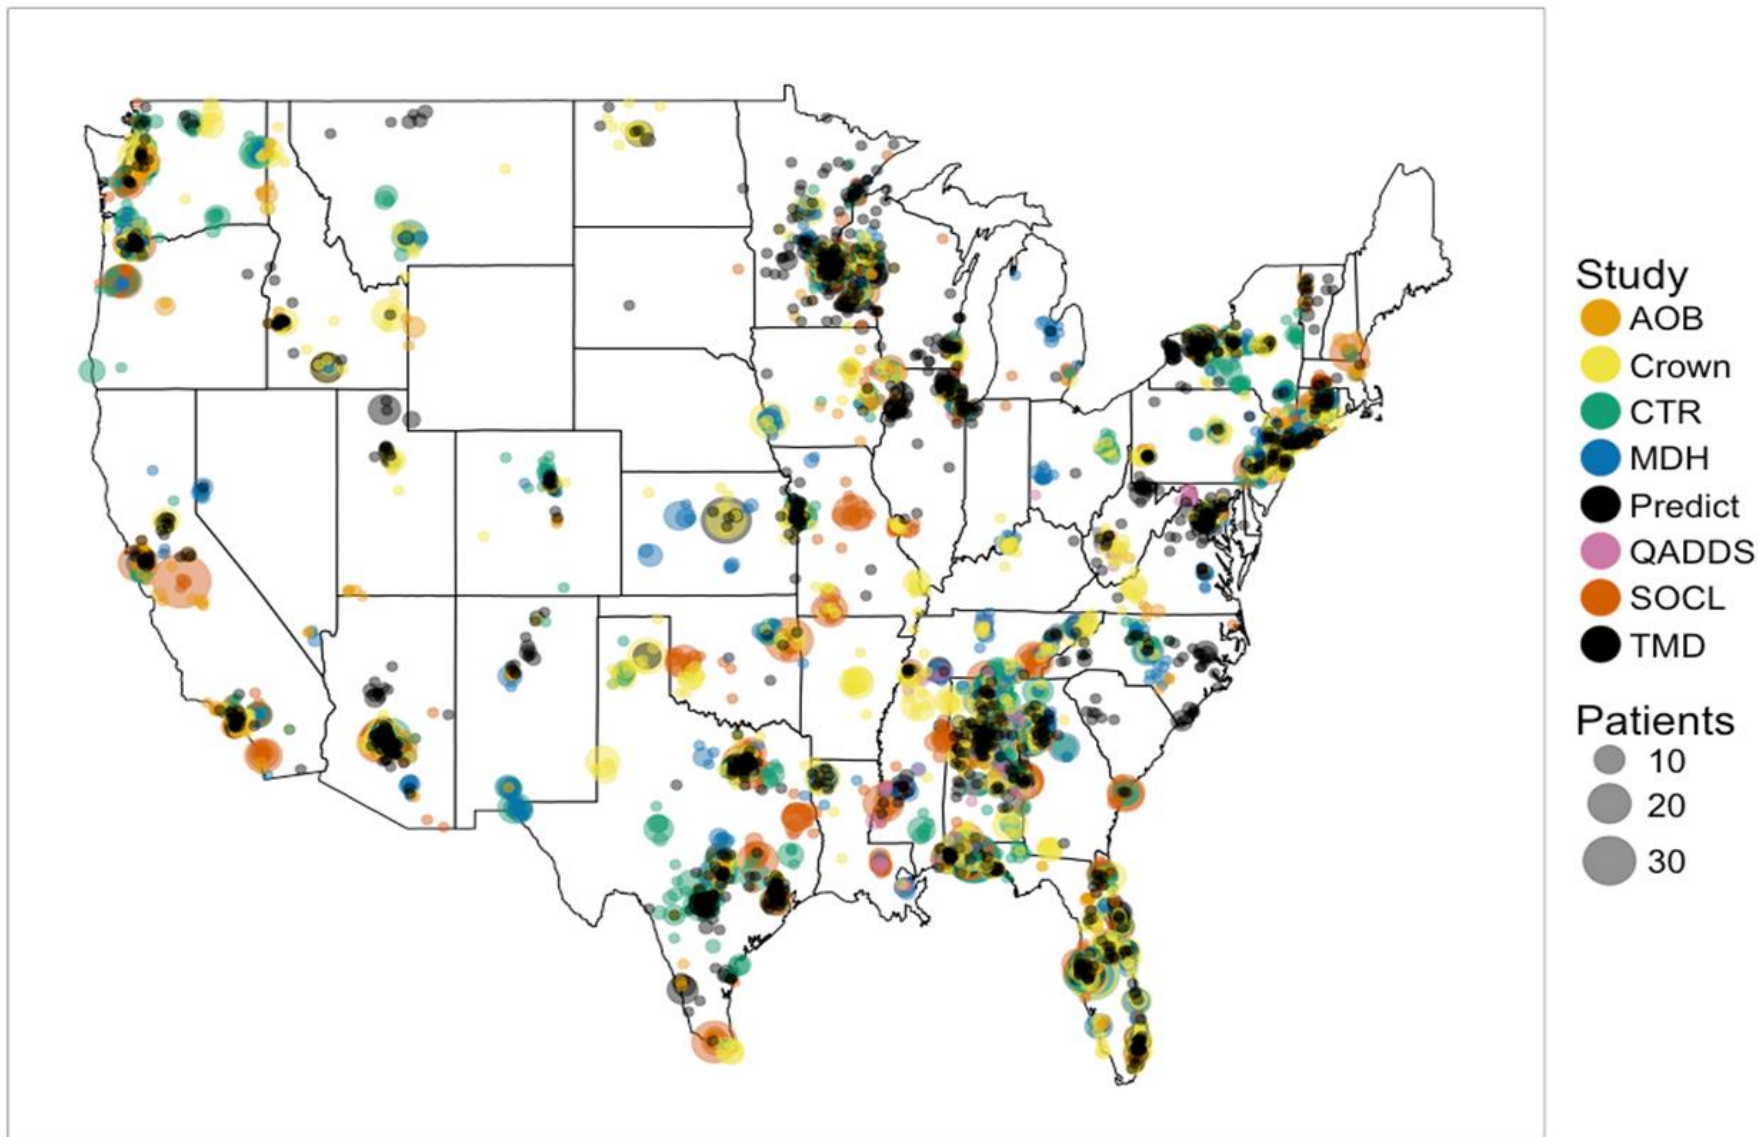 Study
AOB
Crown
CTR
MDH
Predict
QADDS
SOCL
TMD
Patients
10
20
30